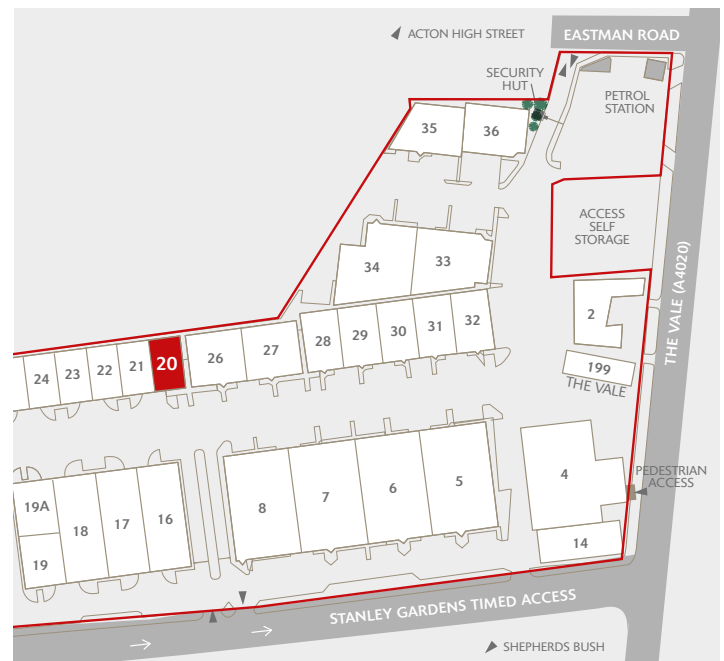 EASTMAN ROAD
ACTON HIGH STREET
SECURITY
HUT
PETROL
STATION
35
36
ACCESS
SELF
STORAGE
THE VALE (A4020)
34
33
2
28
29
30
31
32
26
27
199
THE VALE
24
23
22
21
20
4
PEDESTRIAN
ACCESS
8
7
6
5
19A
18
17
16
19
14
STANLEY GARDENS TIMED ACCESS
SHEPHERDS BUSH